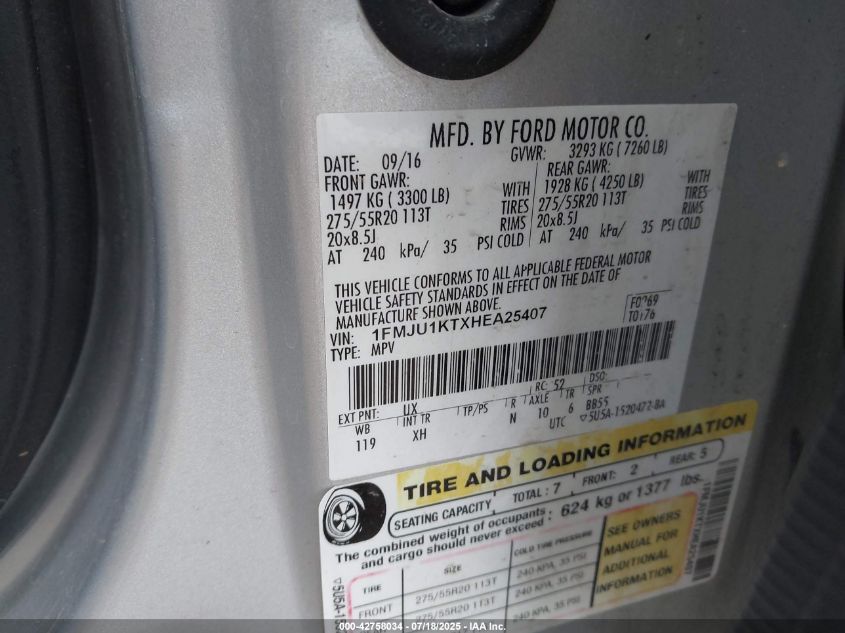 MFD. BY FORD MOTOR CO.
DATE: 09/16 GVWR: 3293 KG ( 7260 LB)
FRONT GAWR: REAR GAWR:
1497 KG ( 3300 LB) WITH 1928 KG ( 4250 LB) WITH
275/55R20 113T TIRES 275/55R20 113T TIRES
20x8.5J RIMS 20x8.5J RIMS
AT 240 kPa/ 35 PSI COLD AT 240 kPa/ 35 PSI COLD
THIS VEHICLE CONFORMS TO ALL APPLICABLE FEDERAL MOTOR
VEHICLE SAFETY STANDARDS IN EFFECT ON THE DATE OF
MANUFACTURE SHOWN ABOVE.
VIN: 1FMJU1KTXHEA25407
TYPE: MPV
EXT PNT: UX RC: 52 DSO:
WB INT TR TP/PS R AXLE TR SPR
119 XH N 10 6 BB55
UTC ▽5U5A-1520472-BA
TIRE AND LOADING INFORMATION
SEATING CAPACITY TOTAL : 7 FRONT: 2 REAR: 5
The combined weight of occupants and cargo should never exceed : 624 kg or 1377 lbs.
TIRE SIZE COLD TIRE PRESSURE
FRONT 275/55R20 113T 240 KPA, 35 PSI
275/55R20 113T 240 KPA, 35 PSI
SEE OWNERS
MANUAL FOR
ADDITIONAL
INFORMATION
000-42758034 - 07/18/2025 - IAAI Inc.